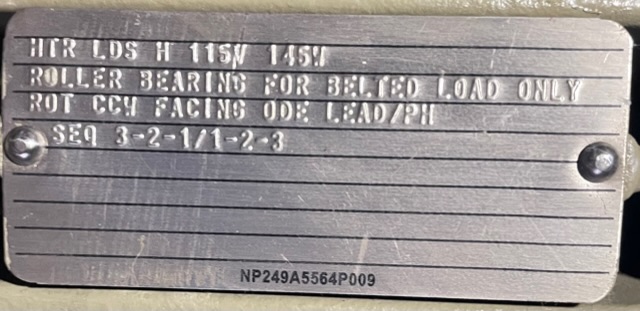 HTR LDS H 115V 145W
ROLLER BEARING FOR BELTED LOAD ONLY
ROT CCW FACING ODE LEAD/PH
SEQ 3-2-1/1-2-3
NP249A5564P009